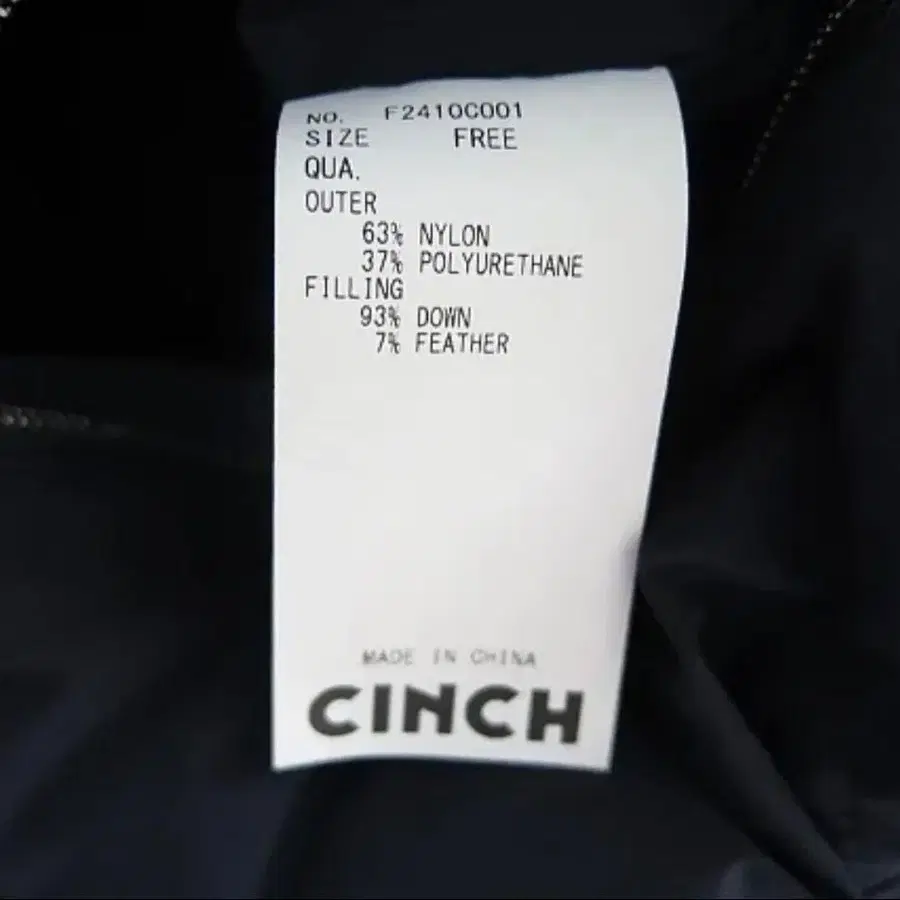 NO. F2410C001
SIZE FREE
QUA.
OUTER
63% NYLON
37% POLYURETHANE
FILLING
93% DOWN
7% FEATHER
MADE IN CHINA
CINCH